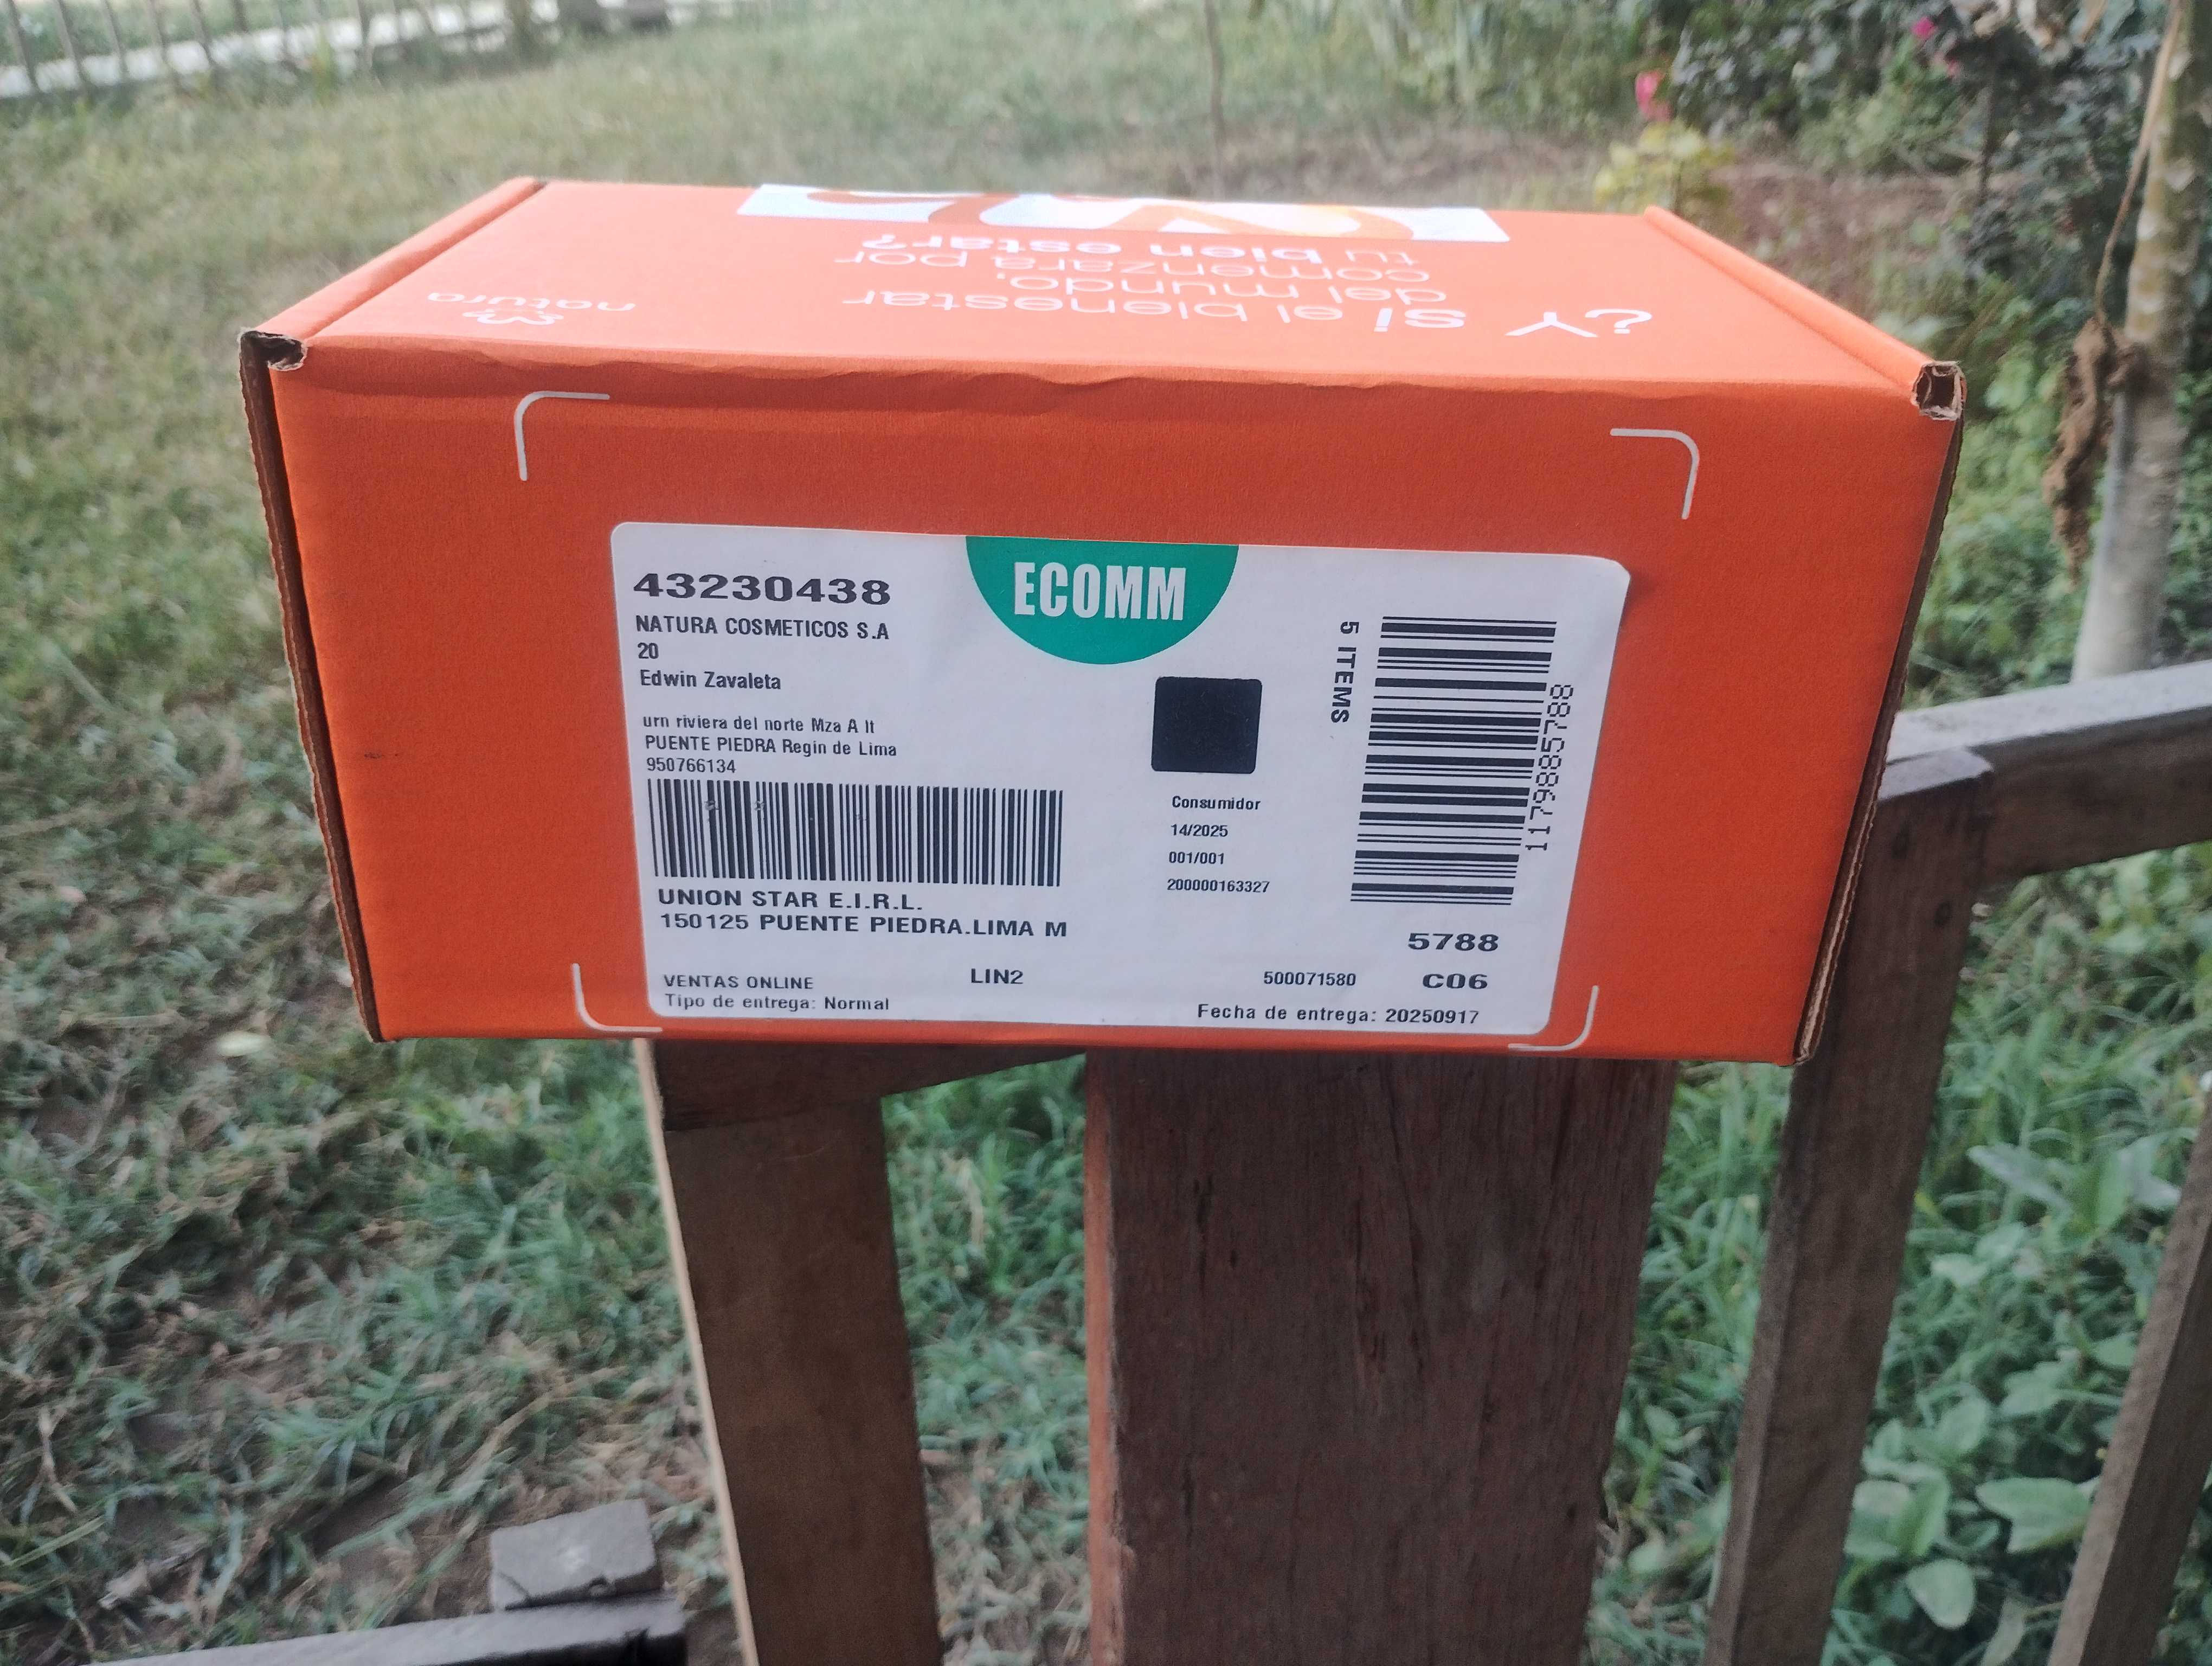 ¿Y si el bienestar
del mundo,
comenzara por
tu bien estar?
natura
ECOMM
43230438
NATURA COSMETICOS S.A
20
Edwin Zavaleta
urn riviera del norte Mza A lt
PUENTE PIEDRA Regin de Lima
950766134
UNION STAR E.I.R.L.
150125 PUENTE PIEDRA.LIMA M
VENTAS ONLINE
Tipo de entrega: Normal
LIN2
Consumidor
14/2025
001/001
200000163327
5 ITEMS
117988885788
5788
500071580
C06
Fecha de entrega: 20250917